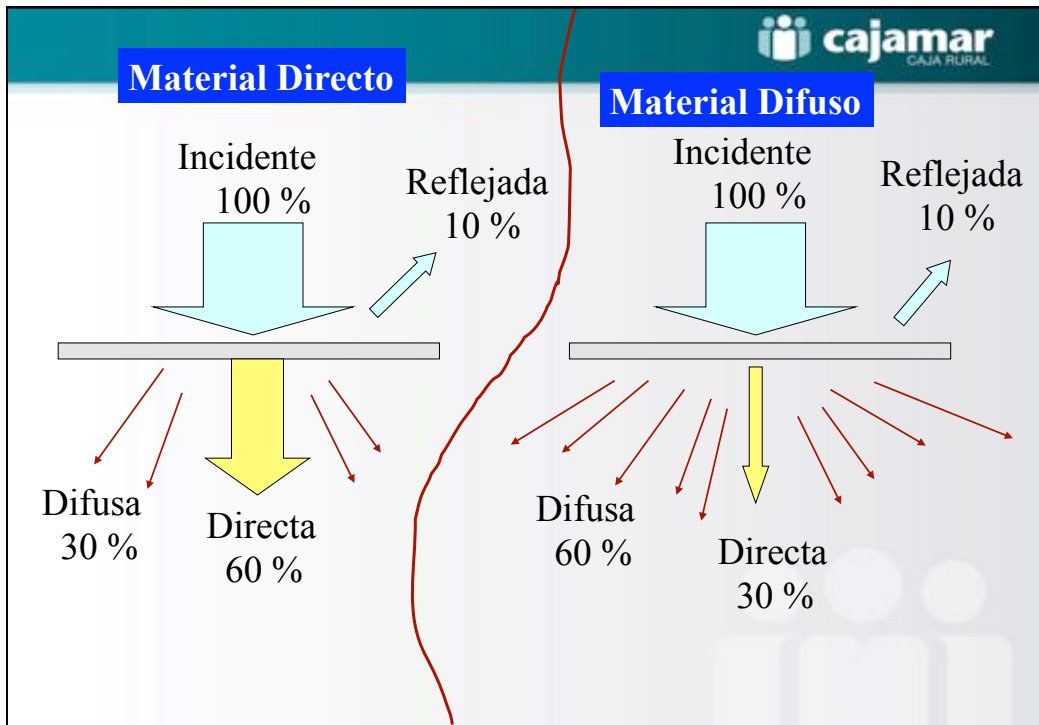 cajamar
CAJA RURAL
Material Directo
Incidente
100 %
Reflejada
10 %
Difusa
30 %
Directa
60 %
Material Difuso
Incidente
100 %
Reflejada
10 %
Difusa
60 %
Directa
30 %